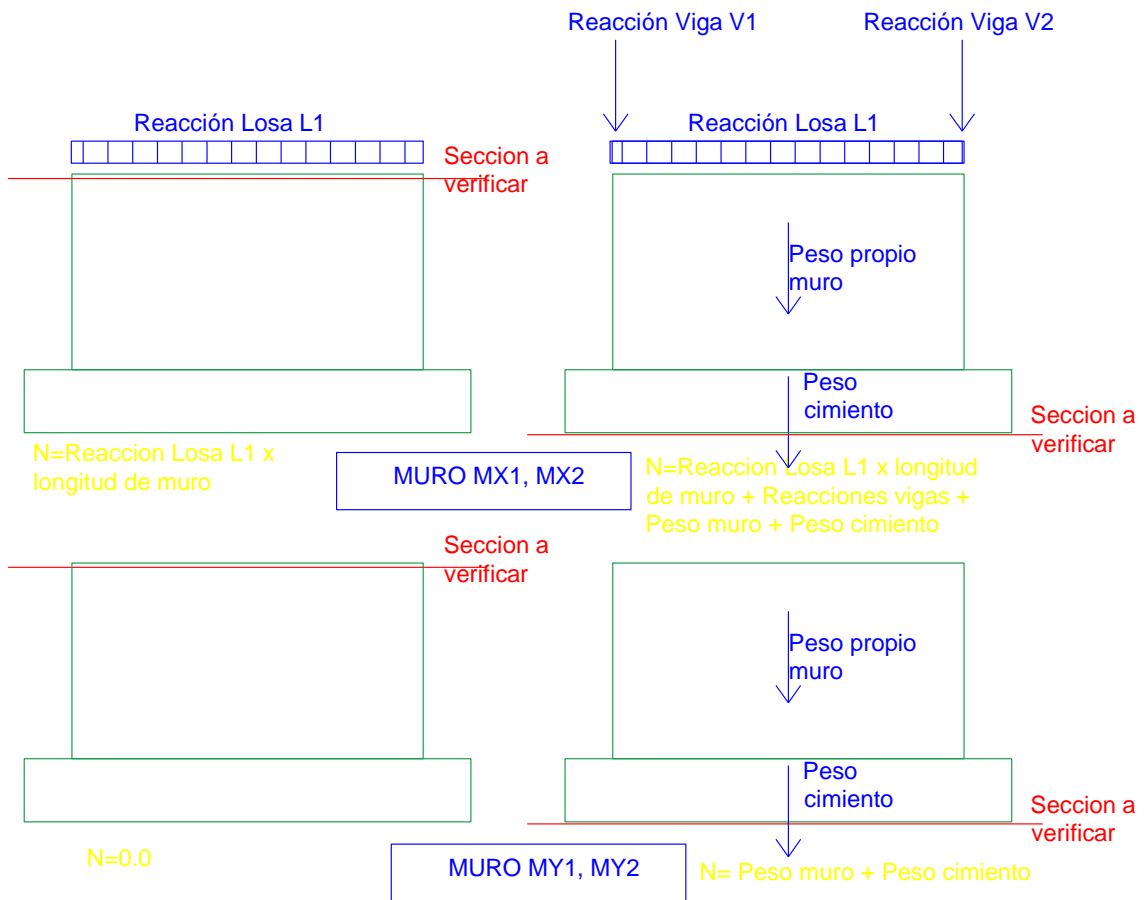 Reacción Viga V1
Reacción Viga V2
Reacción Losa L1
Seccion a
verificar
Reacción Losa L1
Peso propio
muro
Peso
cimiento
Seccion a
verificar
N=Reaccion Losa L1 x
longitud de muro
MURO MX1, MX2
N=Reaccion Losa L1 x longitud
de muro + Reacciones vigas +
Peso muro + Peso cimiento
Seccion a
verificar
Peso propio
muro
Peso
cimiento
Seccion a
verificar
N=0.0
MURO MY1, MY2
N= Peso muro + Peso cimiento